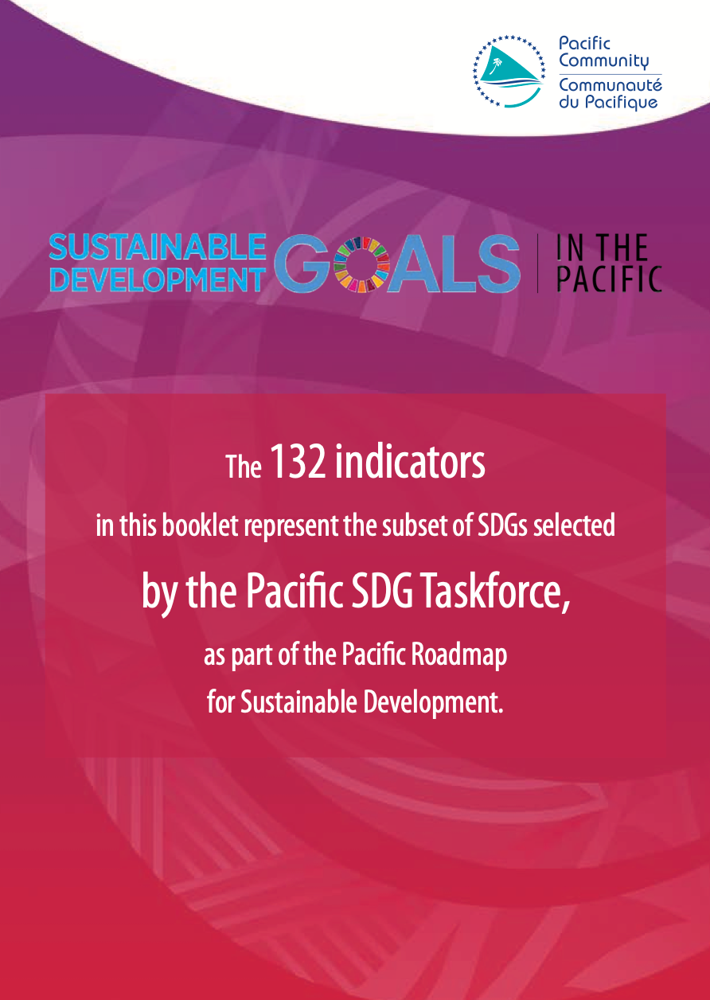 Pacific
Community
Communauté
du Pacifique
SUSTAINABLE
DEVELOPMENT
GOALS
IN THE
PACIFIC
The 132 indicators
in this booklet represent the subset of SDGs selected
by the Pacific SDG Taskforce,
as part of the Pacific Roadmap
for Sustainable Development.